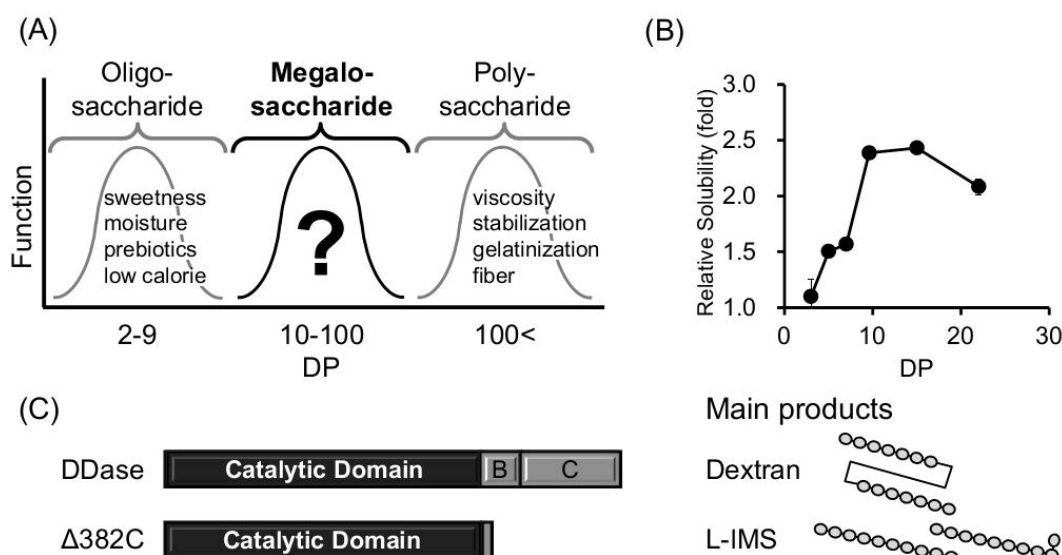 (A)
Oligo-
saccharide
Megalo-
saccharide
Poly-
saccharide
Function
sweetness
moisture
prebiotics
low calorie
?
viscosity
stabilization
gelatinization
fiber
2-9
10-100
100<
DP
(B)
Relative Solubility (fold)
3.0
2.5
2.0
1.5
1.0
0
10
20
30
DP
(C)
Main products
DDase
Catalytic Domain
B
C
Dextran
Δ382C
Catalytic Domain
L-IMS